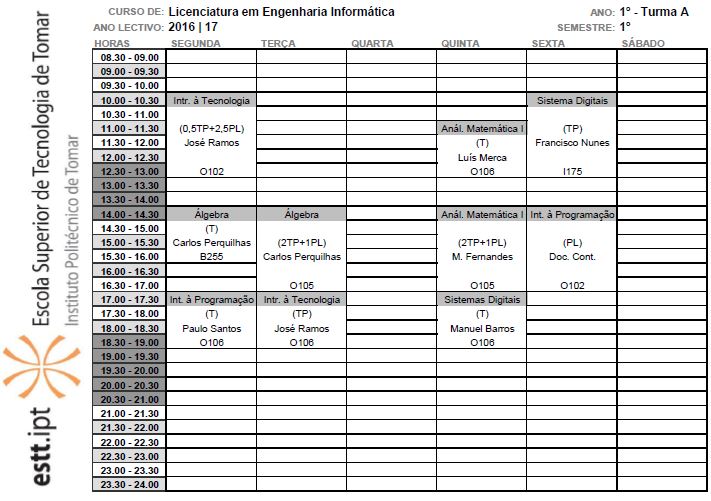 CURSO DE: Licenciatura em Engenharia Informática ANO: 1º - Turma A
ANO LECTIVO: 2016 | 17 SEMESTRE: 1º
HORAS SEGUNDA TERÇA QUARTA QUINTA SEXTA SÁBADO
08.30 - 09.00
09.00 - 09.30
09.30 - 10.00
10.00 - 10.30 Intr. à Tecnologia Sistema Digitais
10.30 - 11.00
11.00 - 11.30 (0,5TP+2,5PL) Anál. Matemática I (TP)
11.30 - 12.00 José Ramos (T) Francisco Nunes
12.00 - 12.30 Luís Merca
12.30 - 13.00 O102 O106 I175
13.00 - 13.30
13.30 - 14.00
14.00 - 14.30 Álgebra Álgebra Anál. Matemática I Int. à Programação
14.30 - 15.00 (T)
15.00 - 15.30 Carlos Perquilhas (2TP+1PL) (2TP+1PL) (PL)
15.30 - 16.00 B255 Carlos Perquilhas M. Fernandes Doc. Cont.
16.00 - 16.30
16.30 - 17.00 O105 O105 O102
17.00 - 17.30 Int. à Programação Intr. à Tecnologia Sistemas Digitais
17.30 - 18.00 (T) (TP) (T)
18.00 - 18.30 Paulo Santos José Ramos Manuel Barros
18.30 - 19.00 O106 O106 O106
19.00 - 19.30
19.30 - 20.00
20.00 - 20.30
20.30 - 21.00
21.00 - 21.30
21.30 - 22.00
22.00 - 22.30
22.30 - 23.00
23.00 - 23.30
23.30 - 24.00
Escola Superior de Tecnologia de Tomar
Instituto Politécnico de Tomar
estt.ipt